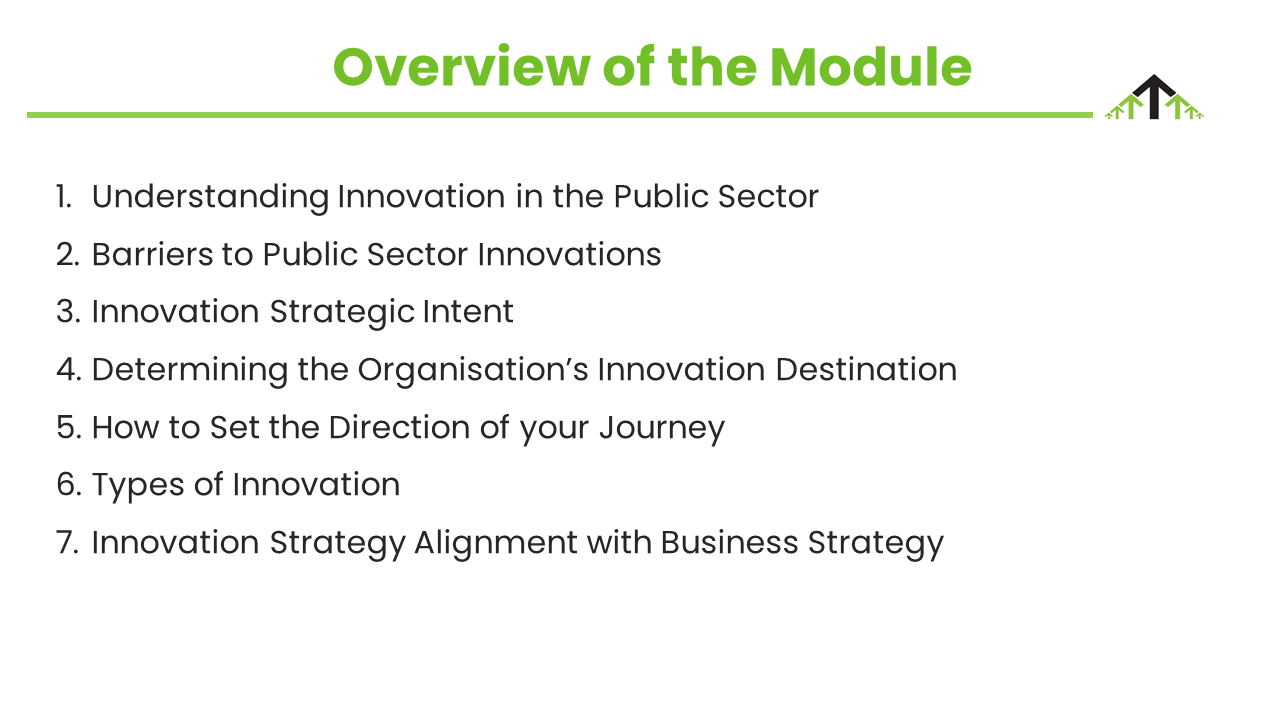 Overview of the Module
1. Understanding Innovation in the Public Sector
2. Barriers to Public Sector Innovations
3. Innovation Strategic Intent
4. Determining the Organisation’s Innovation Destination
5. How to Set the Direction of your Journey
6. Types of Innovation
7. Innovation Strategy Alignment with Business Strategy